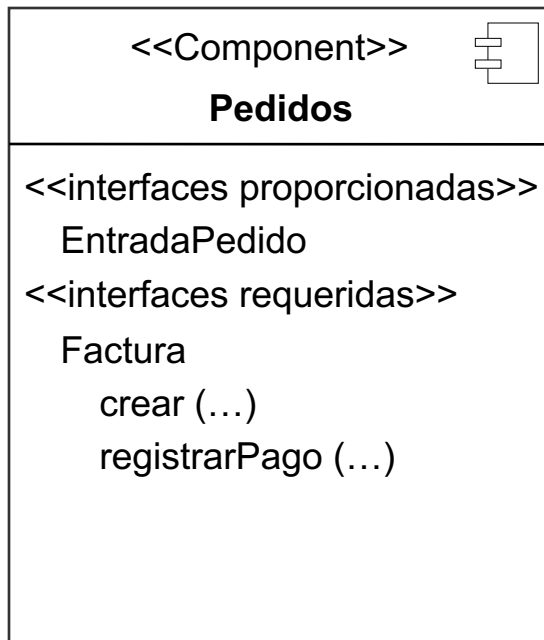 <<Component>>
Pedidos
<<interfaces proporcionadas>>
EntradaPedido
<<interfaces requeridas>>
Factura
crear (…)
registrarPago (…)